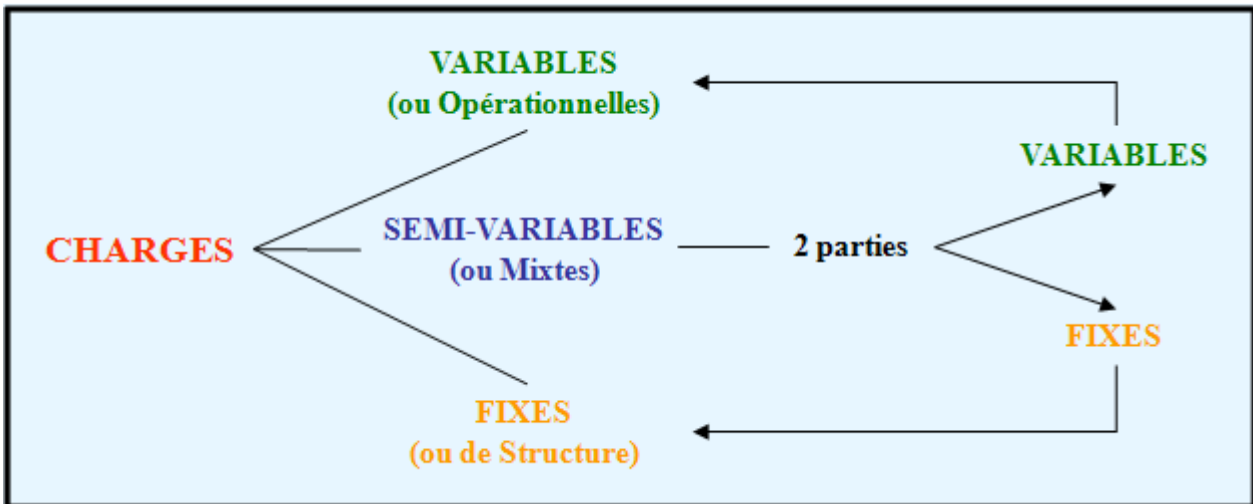 VARIABLES
(ou Opérationnelles)
VARIABLES
CHARGES
SEMI-VARIABLES
(ou Mixtes)
2 parties
FIXES
FIXES
(ou de Structure)